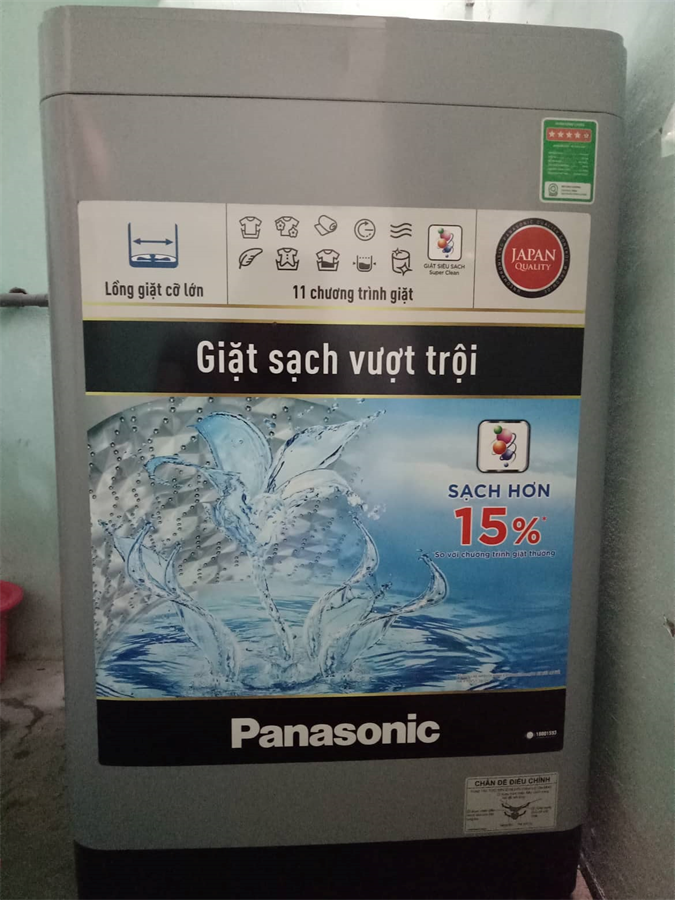 Lồng giặt cỡ lớn
11 chương trình giặt
GIẶT SIÊU SẠCH
Super Clean
JAPAN
QUALITY
Giặt sạch vượt trội
SẠCH HƠN
15%*
So với chương trình giặt thường
Panasonic
CHÂN ĐẾ ĐIỀU CHỈNH